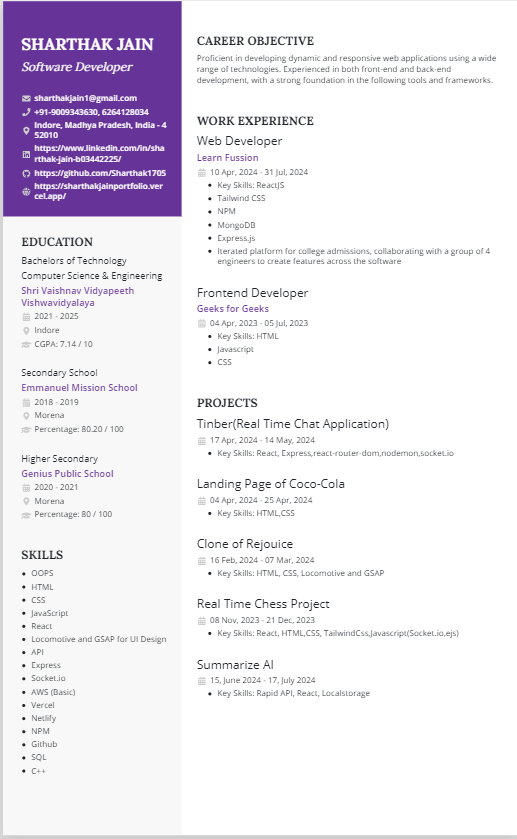 SHARTHAK JAIN
Software Developer
sharthakjain1@gmail.com
+91-9009343630, 6264128034
Indore, Madhya Pradesh, India - 4
52010
https://www.linkedin.com/in/sha
rthak-jain-b03442225/
https://github.com/Sharthak1705
https://sharthakjainportfolio.ver
cel.app/
EDUCATION
Bachelors of Technology
Computer Science & Engineering
Shri Vaishnav Vidyapeeth
Vishwavidyalaya
2021 - 2025
Indore
CGPA: 7.14 / 10
Secondary School
Emmanuel Mission School
2018 - 2019
Morena
Percentage: 80.20 / 100
Higher Secondary
Genius Public School
2020 - 2021
Morena
Percentage: 80 / 100
SKILLS
OOPS
HTML
CSS
JavaScript
React
Locomotive and GSAP for UI Design
API
Express
Socket.io
AWS (Basic)
Vercel
Netlify
NPM
Github
SQL
C++
CAREER OBJECTIVE
Proficient in developing dynamic and responsive web applications using a wide
range of technologies. Experienced in both front-end and back-end
development, with a strong foundation in the following tools and frameworks.
WORK EXPERIENCE
Web Developer
Learn Fussion
10 Apr, 2024 - 31 Jul, 2024
Key Skills: ReactJS
Tailwind CSS
NPM
MongoDB
Express.js
Iterated platform for college admissions, collaborating with a group of 4
engineers to create features across the software
Frontend Developer
Geeks for Geeks
04 Apr, 2023 - 05 Jul, 2023
Key Skills: HTML
Javascript
CSS
PROJECTS
Tinber(Real Time Chat Application)
17 Apr, 2024 - 14 May, 2024
Key Skills: React, Express,react-router-dom,nodemon,socket.io
Landing Page of Coco-Cola
04 Apr, 2024 - 25 Apr, 2024
Key Skills: HTML,CSS
Clone of Rejouice
16 Feb, 2024 - 07 Mar, 2024
Key Skills: HTML, CSS, Locomotive and GSAP
Real Time Chess Project
08 Nov, 2023 - 21 Dec, 2023
Key Skills: React, HTML,CSS, TailwindCss,Javascript(Socket.io,ejs)
Summarize AI
15, June 2024 - 17, July 2024
Key Skills: Rapid API, React, Localstorage